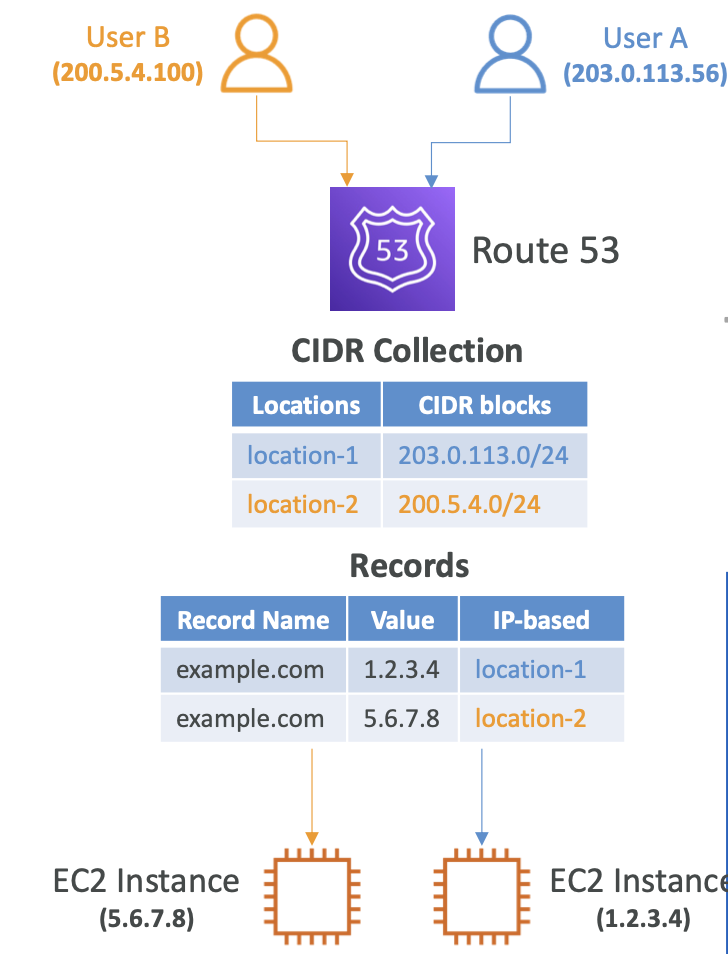 User B
(200.5.4.100)
User A
(203.0.113.56)
53
Route 53
CIDR Collection
Locations CIDR blocks
location-1 203.0.113.0/24
location-2 200.5.4.0/24
Records
Record Name Value IP-based
example.com 1.2.3.4 location-1
example.com 5.6.7.8 location-2
EC2 Instance
(5.6.7.8)
EC2 Instance
(1.2.3.4)